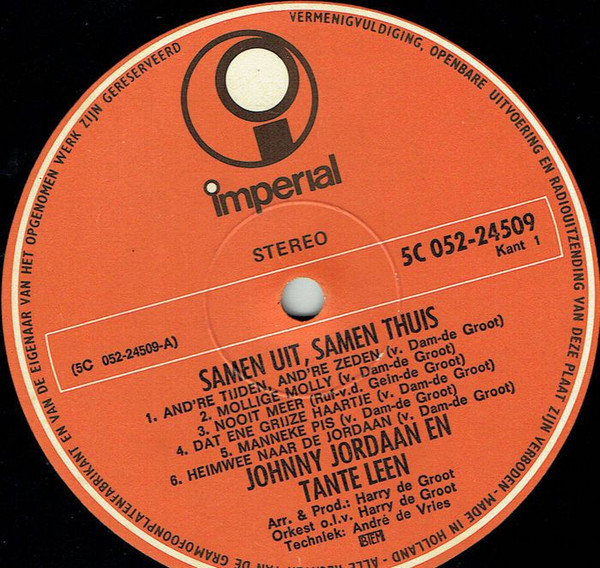 imperial
STEREO
5C 052-24509
Kant 1
(5C 052-24509-A)
SAMEN UIT, SAMEN THUIS
1. AND'RE TIJDEN, AND'RE ZEDEN (v. Dam-de Groot)
2. MOLLIGE MOLLY (v. Dam-de Groot)
3. NOOIT MEER (Ruf-v.d. Gein-de Groot)
4. DAT ENE GRIJZE HAARTJE (v. Dam-de Groot)
5. MANNEKE PIS (v. Dam-de Groot)
6. HEIMWEE NAAR DE JORDAAN (v. Dam-de Groot)
JOHNNY JORDAAN EN
TANTE LEEN
Arr. & Prod.: Harry de Groot
Orkest o.l.v. Harry de Groot
Techniek: André de Vries
STEMRA
VAN DE GRAMOFOONPLATENFABRIKANT EN VAN DE EIGENAAR VAN HET OPGENOMEN WERK ZIJN GERESERVEERD VERMENIGVULDIGING, OPENBARE UITVOERING EN RADIOUITZENDING VAN DEZE PLAAT ZIJN VERBODEN - MADE IN HOLLAND - ALLE